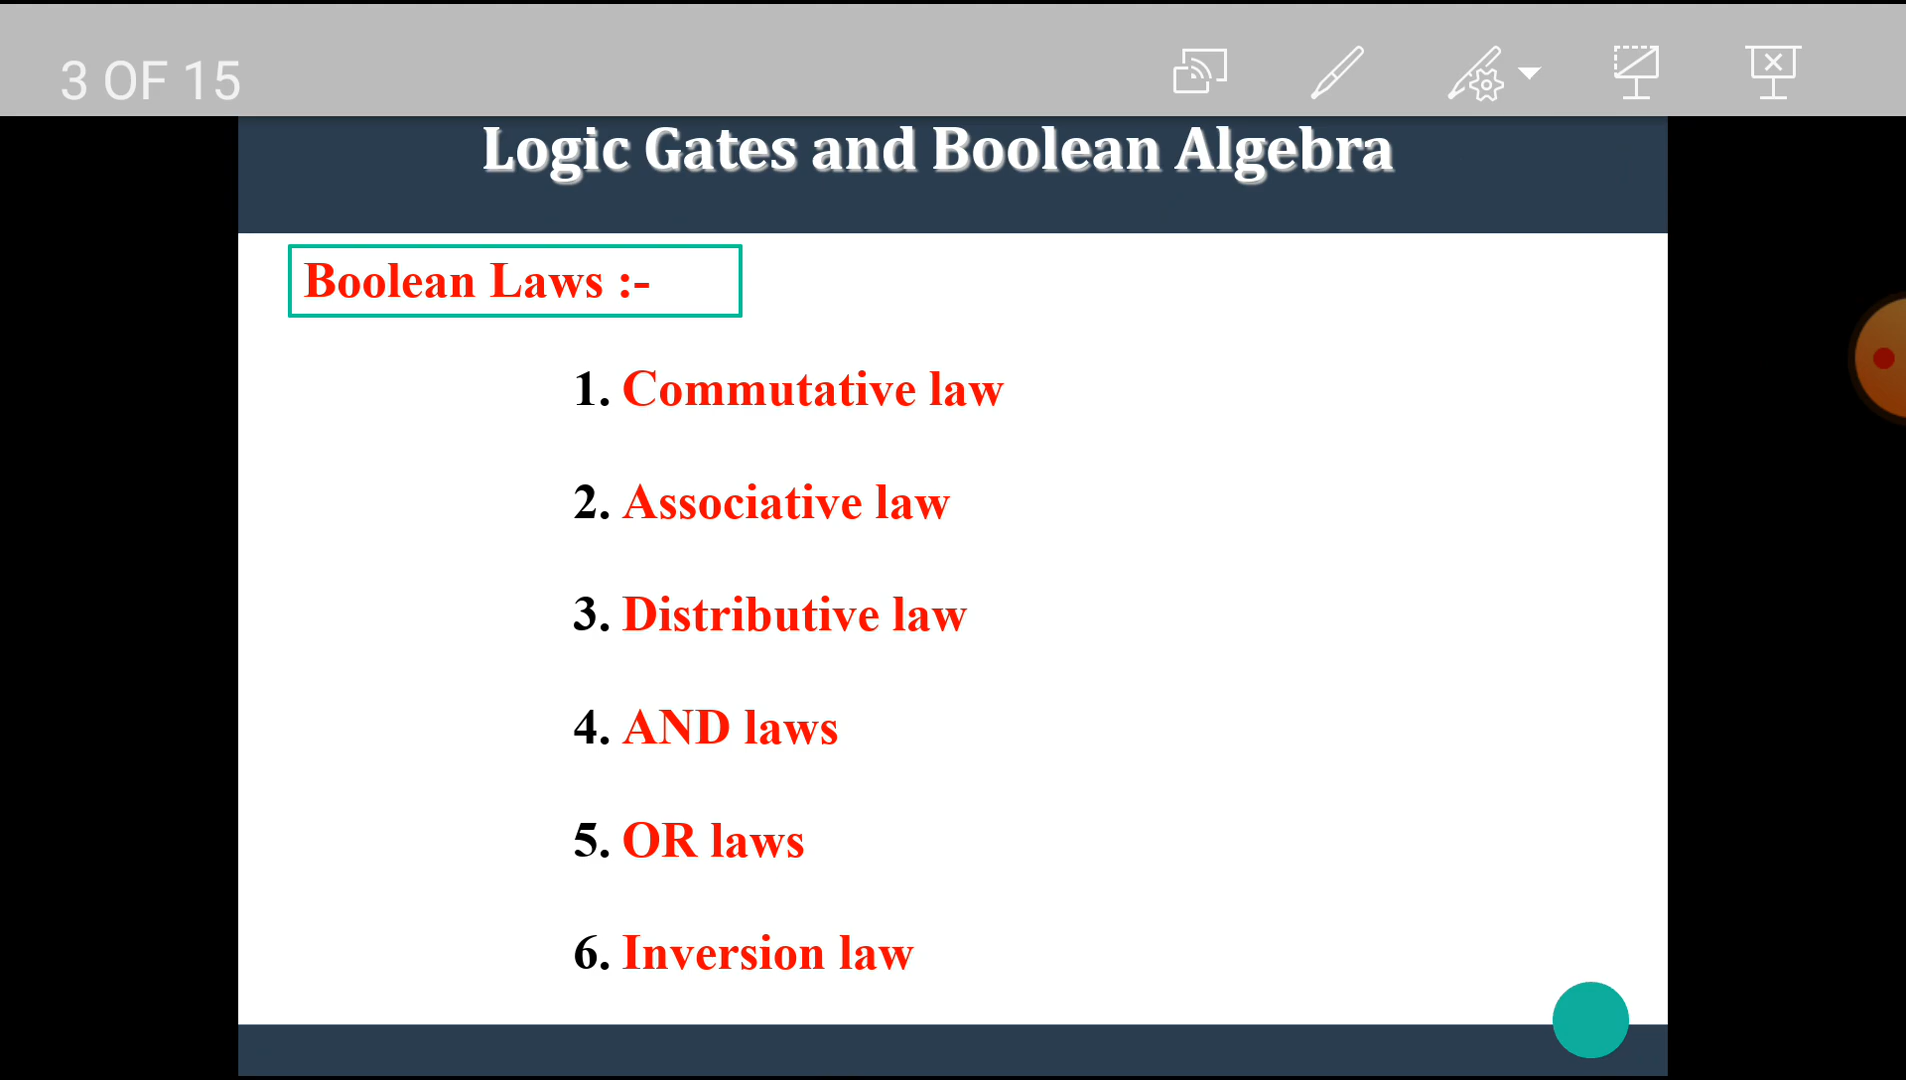 3 OF 15
Logic Gates and Boolean Algebra
Boolean Laws :-
1. Commutative law
2. Associative law
3. Distributive law
4. AND laws
5. OR laws
6. Inversion law